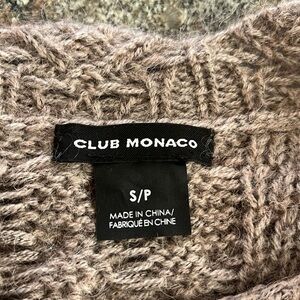 CLUB MONACO
S/P
MADE IN CHINA/
FABRIQUÉ EN CHINE